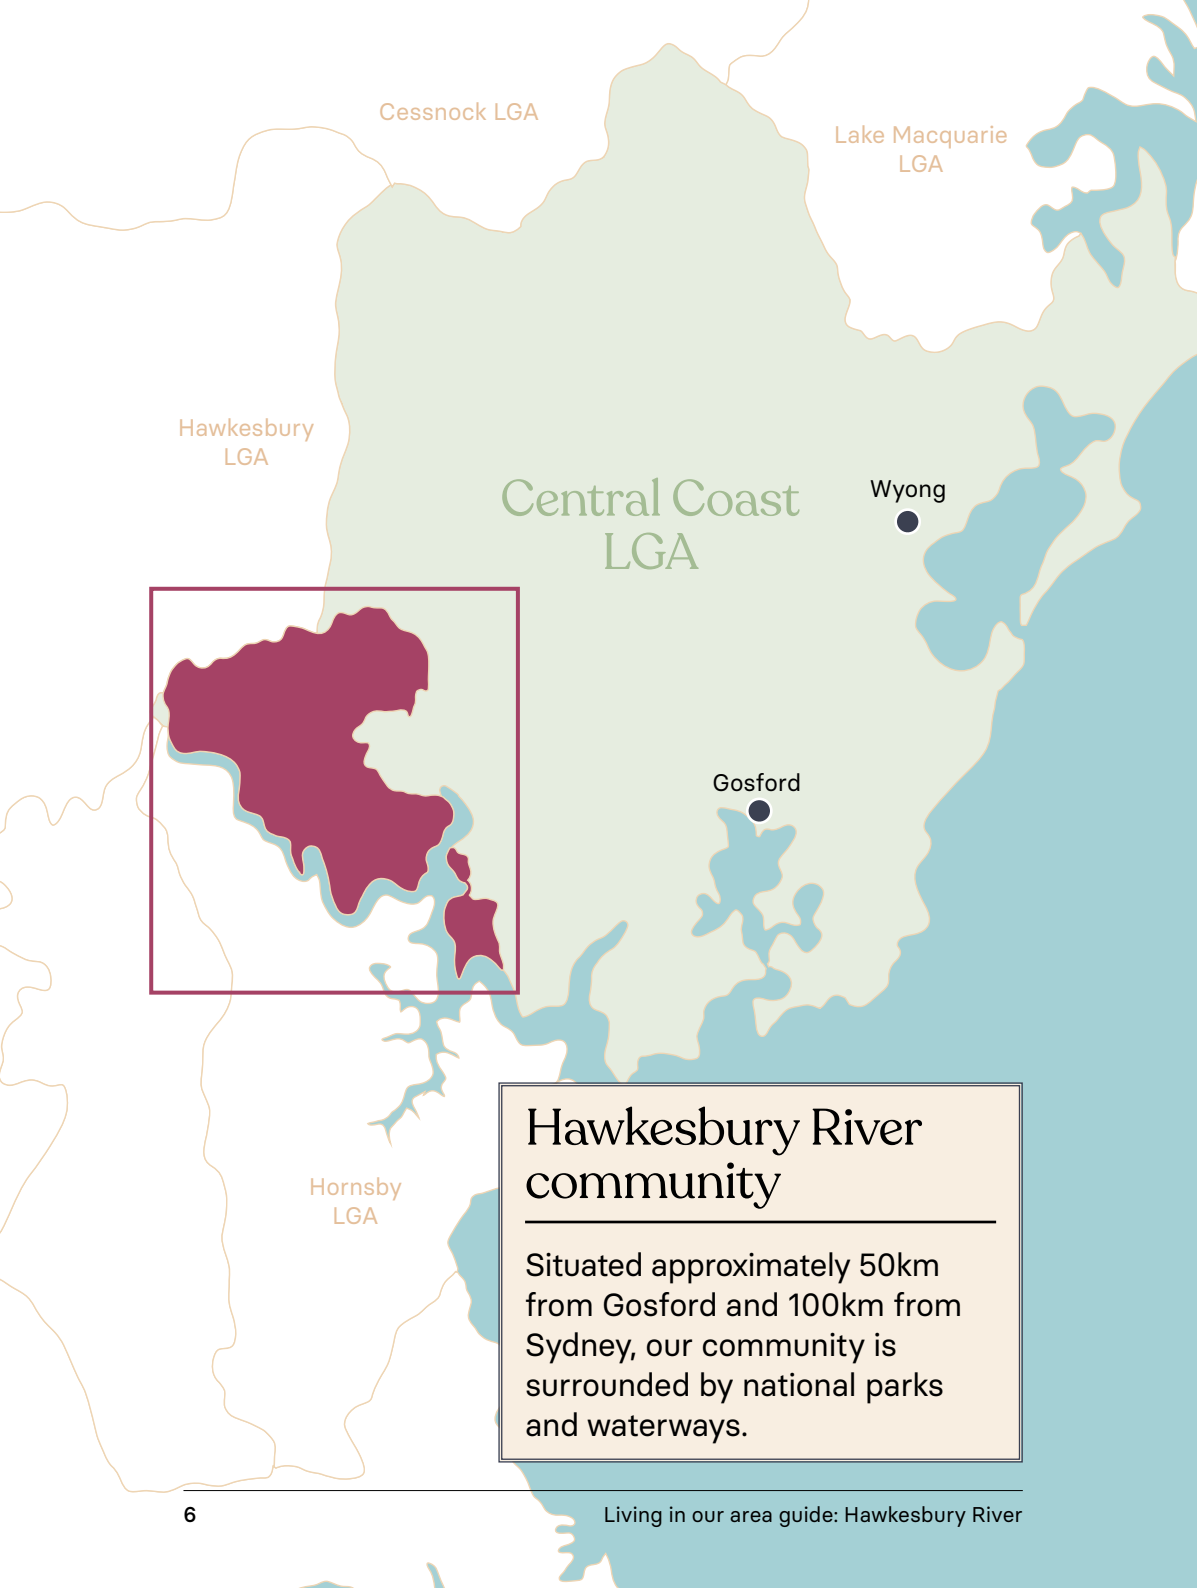 Cessnock LGA
Lake Macquarie
LGA
Hawkesbury
LGA
Central Coast
LGA
Wyong
Gosford
Hawkesbury River
community
Situated approximately 50km
from Gosford and 100km from
Sydney, our community is
surrounded by national parks
and waterways.
Hornsby
LGA
6
Living in our area guide: Hawkesbury River